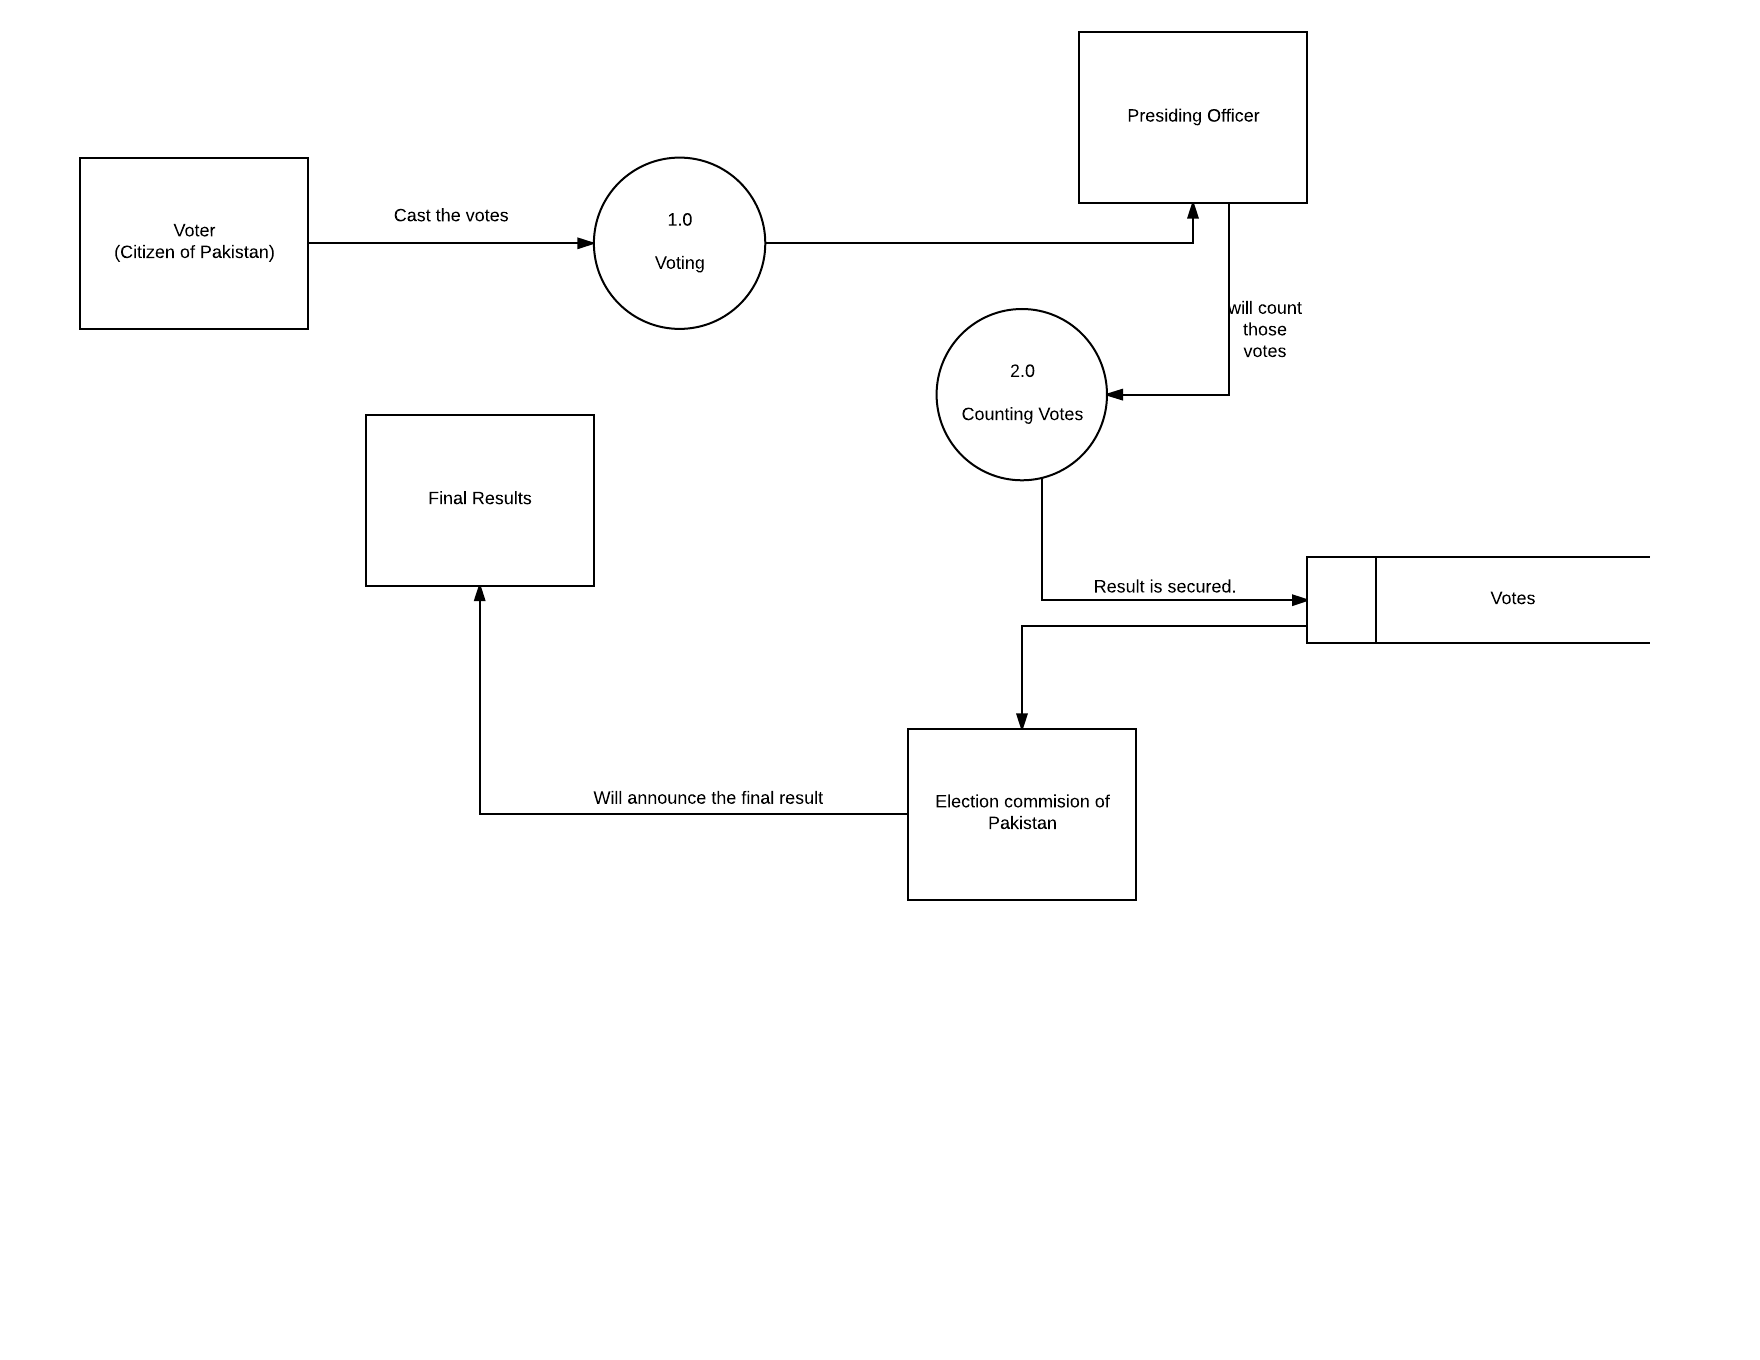 Presiding Officer
Voter
(Citizen of Pakistan)
Cast the votes
1.0
Voting
will count
those
votes
2.0
Counting Votes
Final Results
Result is secured.
Votes
Will announce the final result
Election commision of
Pakistan